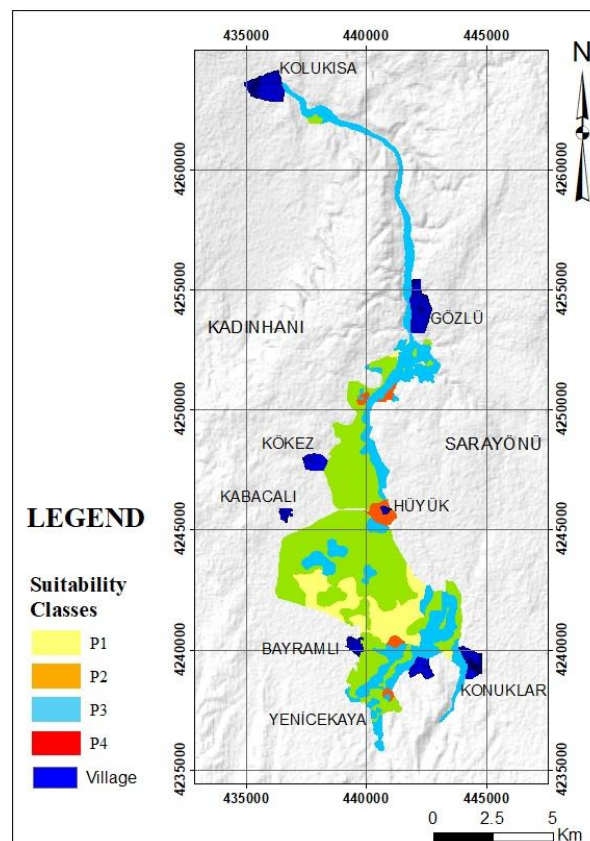 435000 440000 445000
N
KOLUKISA
4260000 4260000
4255000 4255000
GÖZLÜ
KADINHANI
4250000 4250000
KÖKEZ
SARAYÖNÜ
KABACALI
HÜYÜK
4245000 4245000
LEGEND
Suitability
Classes
P1
P2
P3
P4
Village
BAYRAMLI
4240000 4240000
KONUKLAR
YENİCEKAYA
4235000 4235000
435000 440000 445000
0 2.5 5
Km